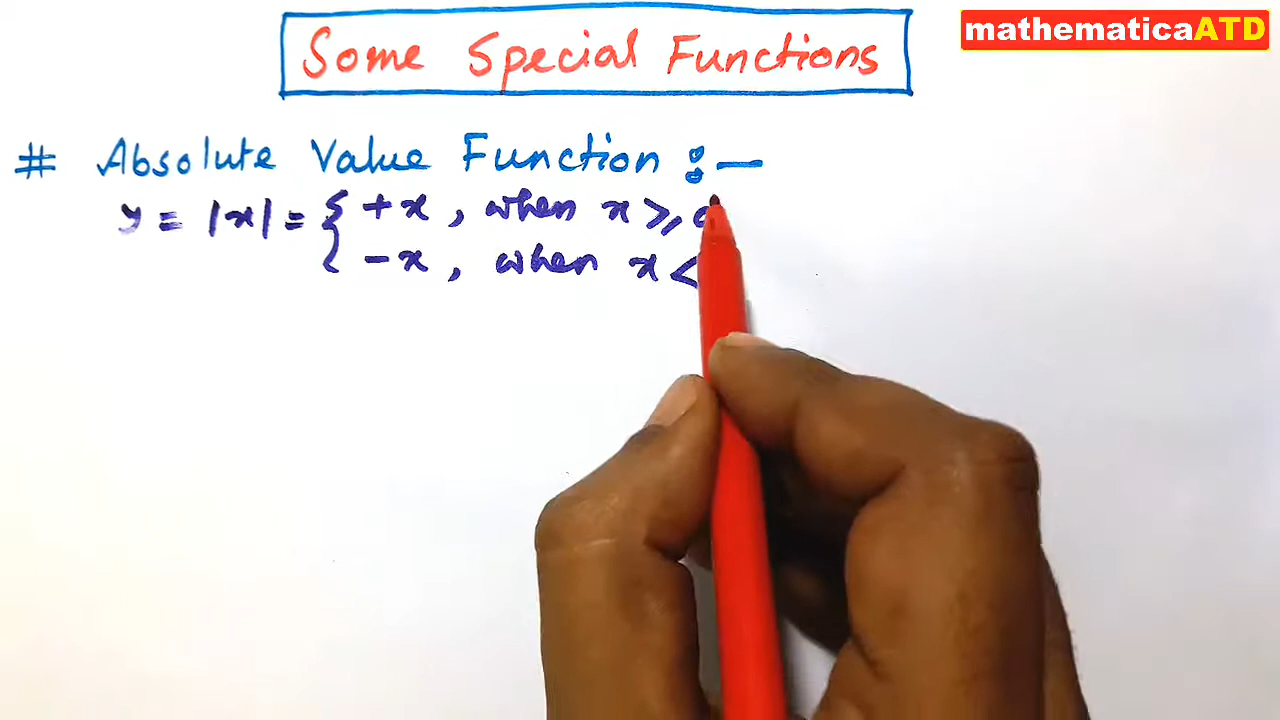 mathematicaATD
Some Special Functions
# Absolute Value Function :—
y = |x| = { +x , when x ≥
-x , when x <